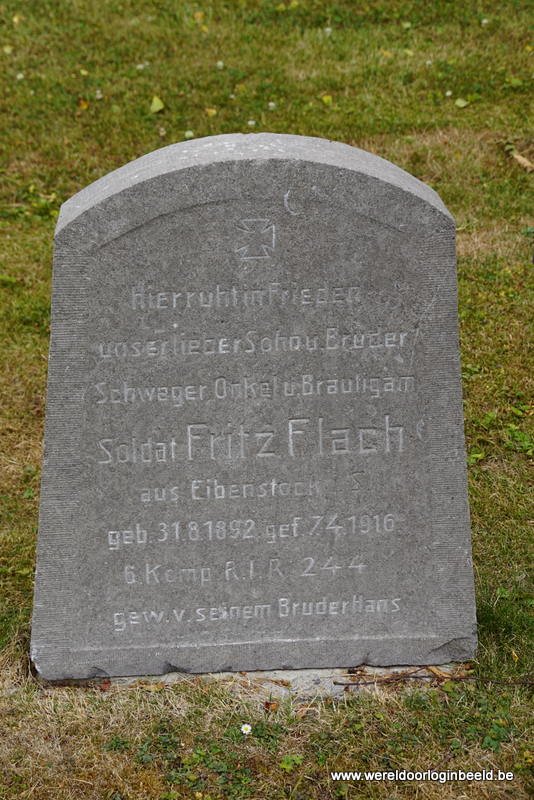 Hier ruht in Frieden
unser lieber Sohn u. Bruder
Schwager, Onkel u. Bräutigam
Soldat Fritz Flach
aus Eibenstock S.
geb. 31.8.1892 gef. 7.4.1916
6. Komp. R.I.R. 244
gew. v. seinem Bruder Hans
www.wereldoorloginbeeld.be